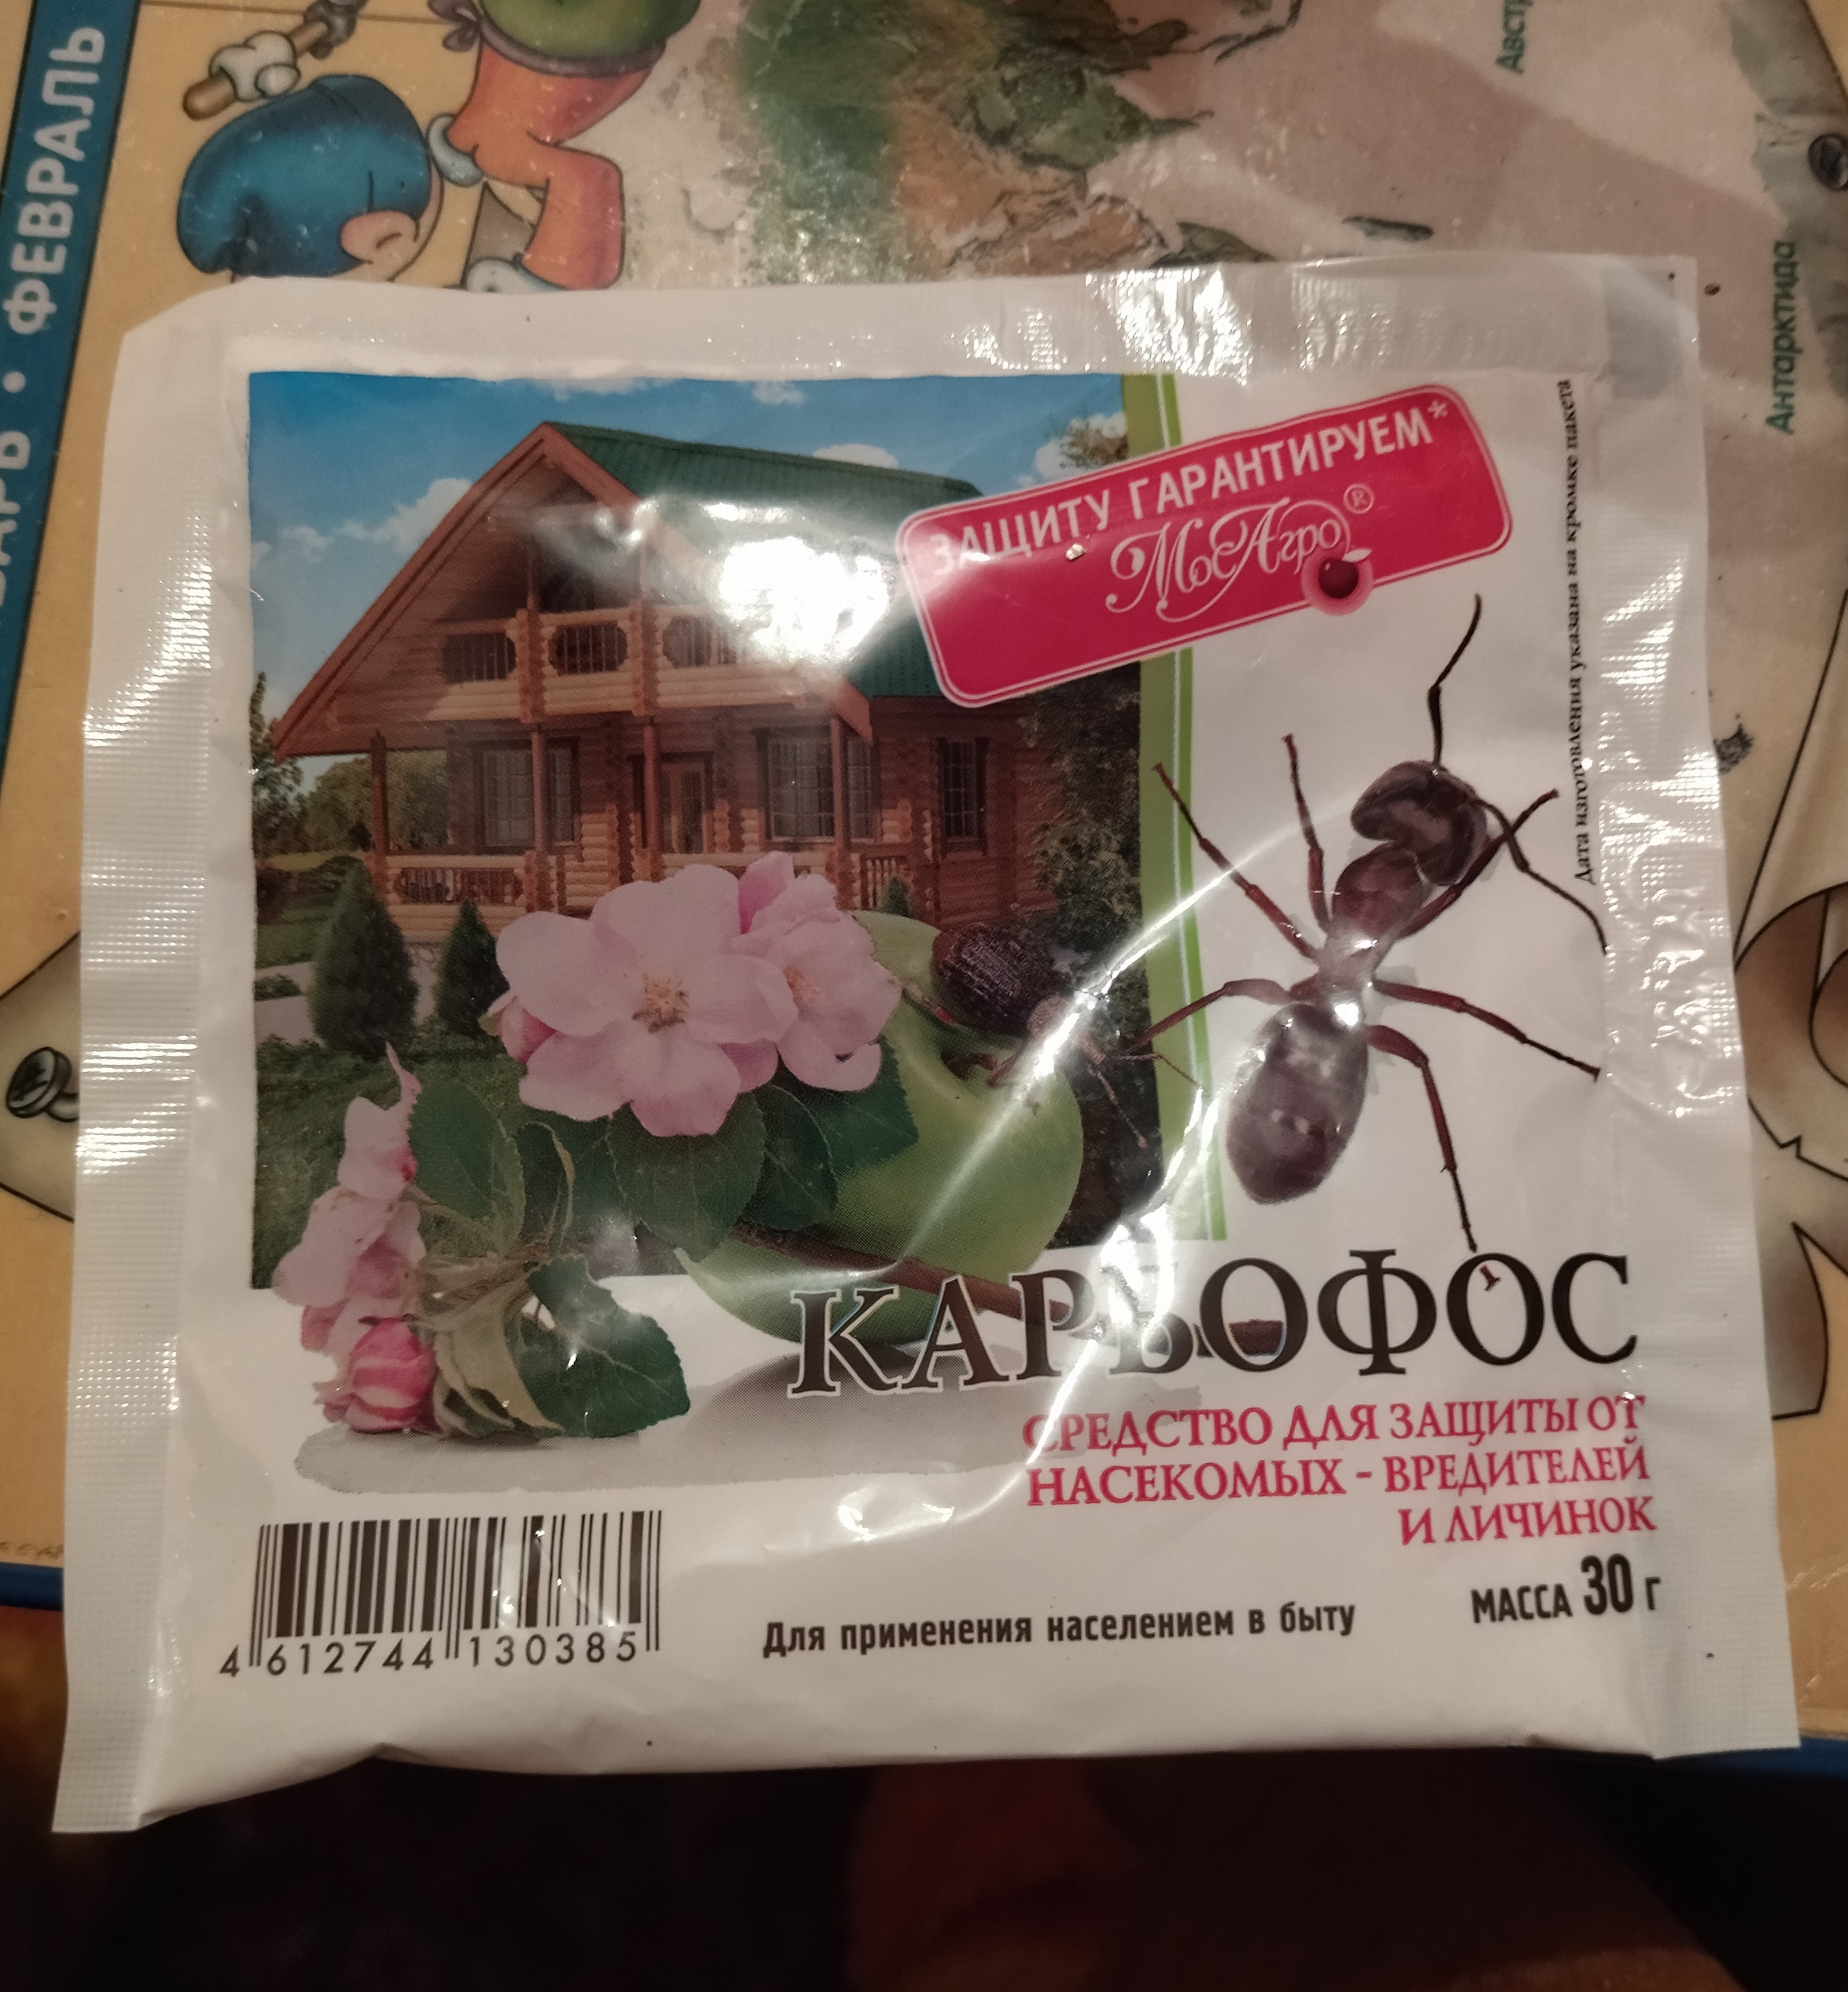 ФЕВРАЛЬ
Антарктида
ЗАЩИТУ ГАРАНТИРУЕМ*
МосАгро®
Дата изготовления указана на кромке пакета
КАРБОФОС
СРЕДСТВО ДЛЯ ЗАЩИТЫ ОТ
НАСЕКОМЫХ - ВРЕДИТЕЛЕЙ
И ЛИЧИНОК
МАССА 30 г
Для применения населением в быту
4 612744 130385